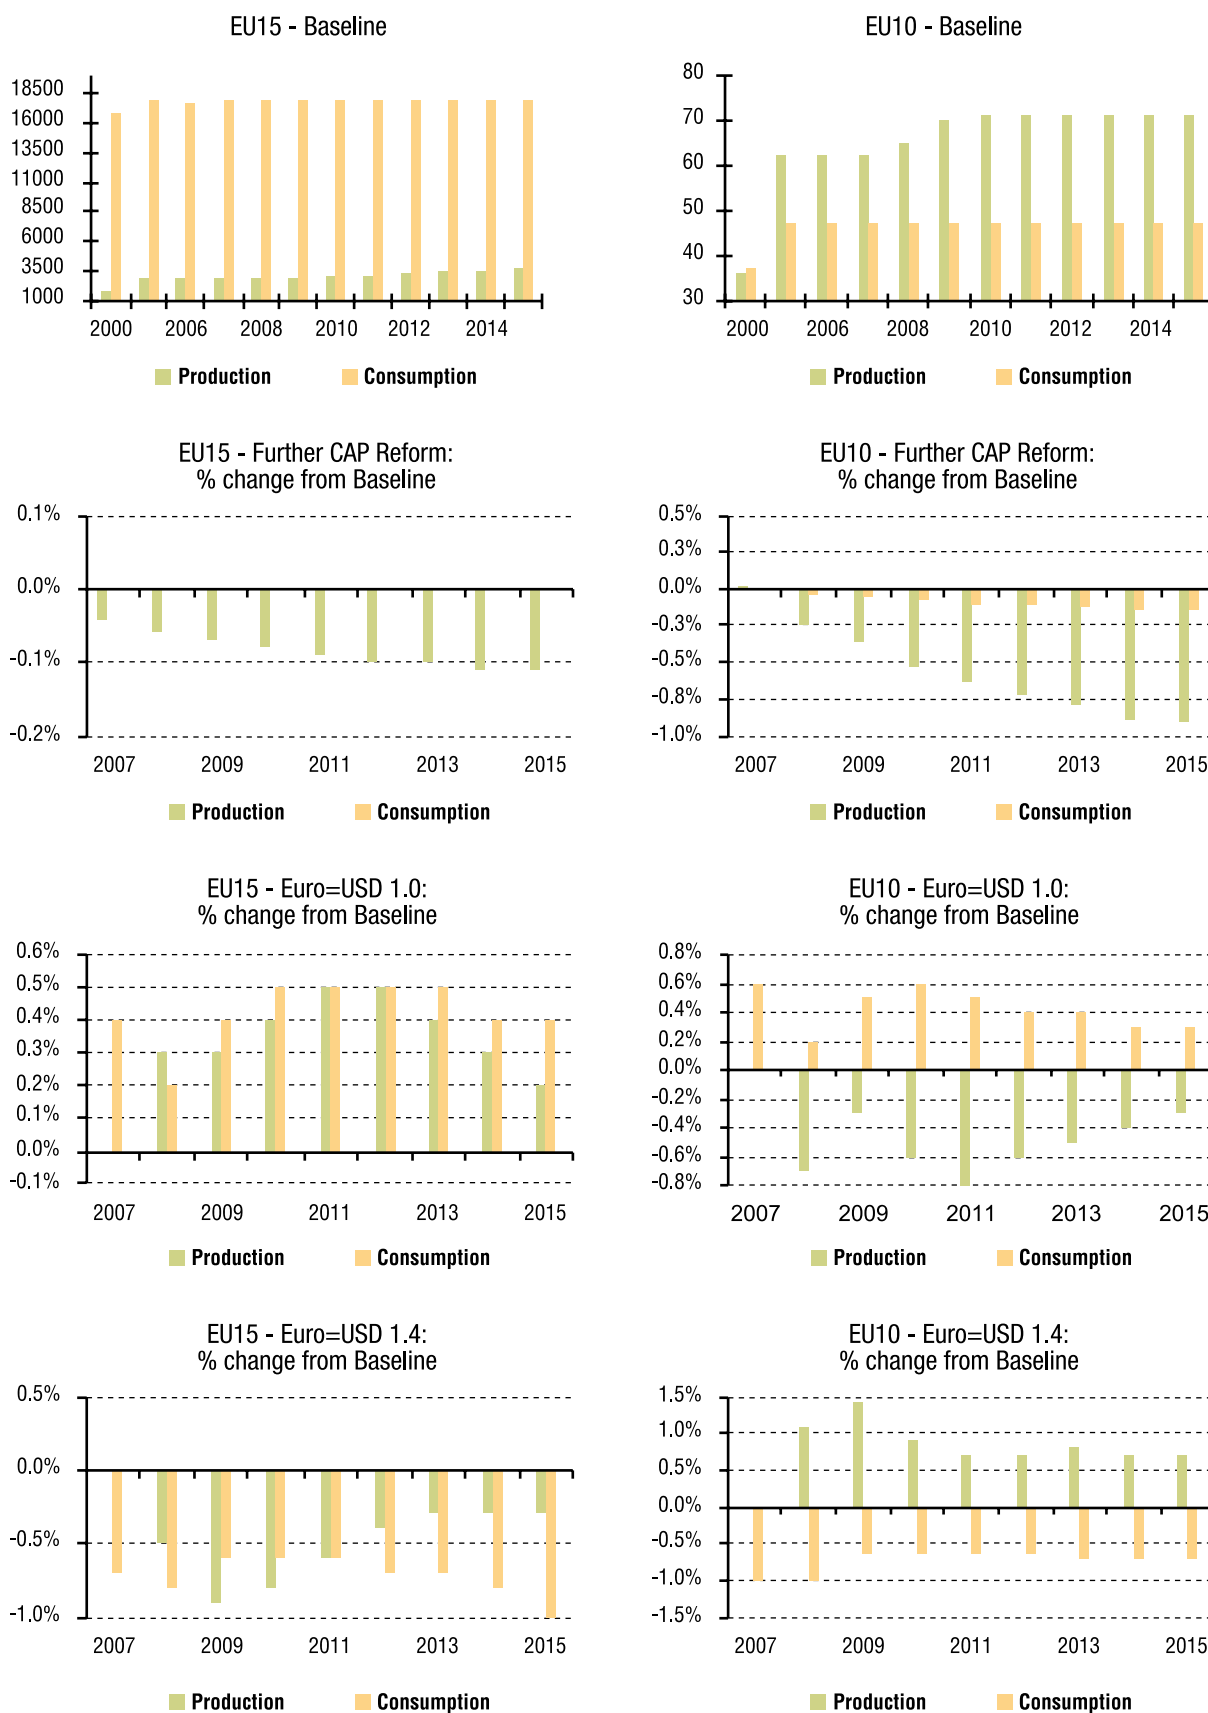 EU15 - Baseline
18500
16000
13500
11000
8500
6000
3500
1000
2000 2006 2008 2010 2012 2014
Production Consumption
EU10 - Baseline
80
70
60
50
40
30
2000 2006 2008 2010 2012 2014
Production Consumption
EU15 - Further CAP Reform:
% change from Baseline
0.1%
0.0%
-0.1%
-0.2%
2007 2009 2011 2013 2015
Production Consumption
EU10 - Further CAP Reform:
% change from Baseline
0.5%
0.3%
0.0%
-0.3%
-0.5%
-0.8%
-1.0%
2007 2009 2011 2013 2015
Production Consumption
EU15 - Euro=USD 1.0:
% change from Baseline
0.6%
0.5%
0.4%
0.3%
0.2%
0.1%
0.0%
-0.1%
2007 2009 2011 2013 2015
Production Consumption
EU10 - Euro=USD 1.0:
% change from Baseline
0.8%
0.6%
0.4%
0.2%
0.0%
-0.2%
-0.4%
-0.6%
-0.8%
2007 2009 2011 2013 2015
Production Consumption
EU15 - Euro=USD 1.4:
% change from Baseline
0.5%
0.0%
-0.5%
-1.0%
2007 2009 2011 2013 2015
Production Consumption
EU10 - Euro=USD 1.4:
% change from Baseline
1.5%
1.0%
0.5%
0.0%
-0.5%
-1.0%
-1.5%
2007 2009 2011 2013 2015
Production Consumption